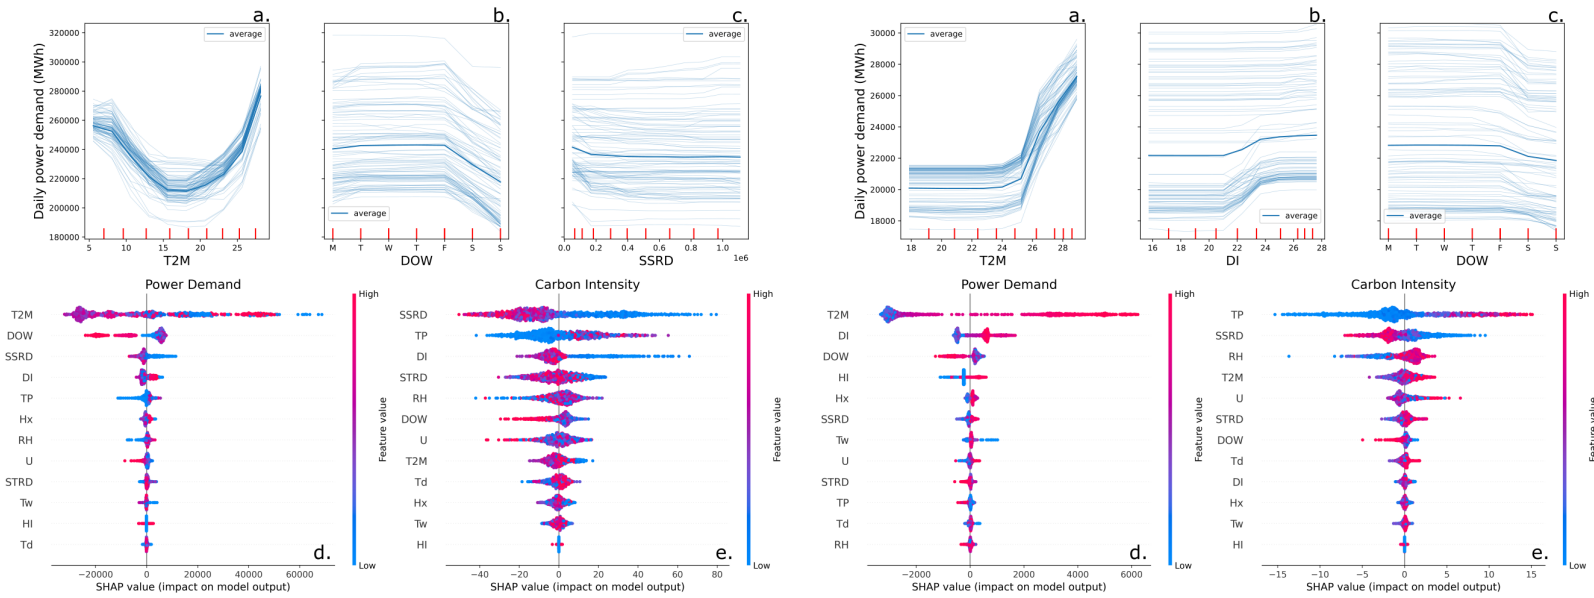 a.
b.
c.
a.
b.
c.
average
average
average
average
average
average
Daily power demand (MWh)
320000
300000
280000
260000
240000
220000
200000
180000
5 10 15 20 25
T2M
M T W T F S S
DOW
0.0 0.2 0.4 0.6 0.8 1.0
1e6
SSRD
Daily power demand (MWh)
30000
28000
26000
24000
22000
20000
18000
18 20 22 24 26 28
T2M
16 18 20 22 24 26 28
DI
M T W T F S S
DOW
Power Demand
T2M
DOW
SSRD
DI
TP
Hx
RH
U
STRD
Tw
HI
Td
−20000 0 20000 40000 60000
SHAP value (impact on model output)
d.
High
Low
Feature value
Carbon Intensity
SSRD
TP
DI
STRD
RH
DOW
U
T2M
Td
Hx
Tw
HI
−40 −20 0 20 40 60 80
SHAP value (impact on model output)
e.
High
Low
Feature value
Power Demand
T2M
DI
DOW
HI
Hx
SSRD
Tw
U
STRD
TP
Td
RH
−2000 0 2000 4000 6000
SHAP value (impact on model output)
d.
High
Low
Feature value
Carbon Intensity
TP
SSRD
RH
T2M
U
STRD
DOW
Td
DI
Hx
Tw
HI
−15 −10 −5 0 5 10 15
SHAP value (impact on model output)
e.
High
Low
Feature value